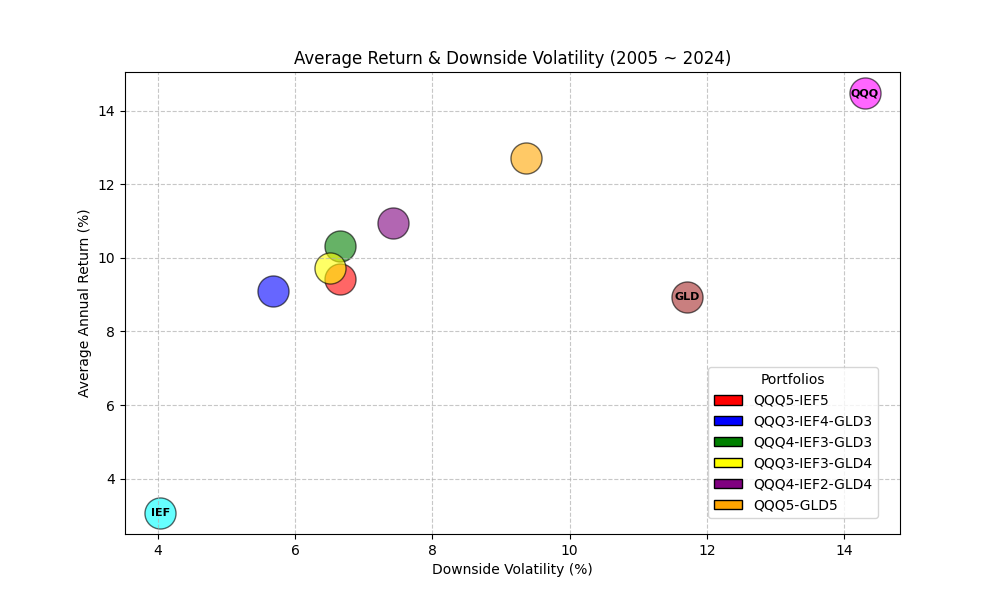 Average Return & Downside Volatility (2005 ~ 2024)
Average Annual Return (%)
14
12
10
8
6
4
QQQ
GLD
IEF
Portfolios
QQQ5-IEF5
QQQ3-IEF4-GLD3
QQQ4-IEF3-GLD3
QQQ3-IEF3-GLD4
QQQ4-IEF2-GLD4
QQQ5-GLD5
4 6 8 10 12 14
Downside Volatility (%)